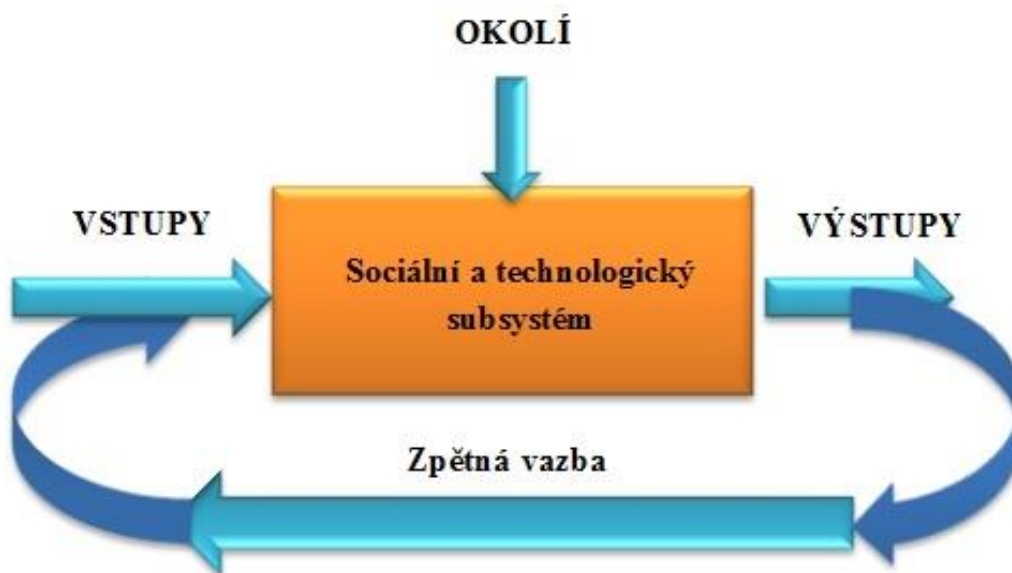 OKOLÍ
VSTUPY
VÝSTUPY
Sociální a technologický
subsystém
Zpětná vazba